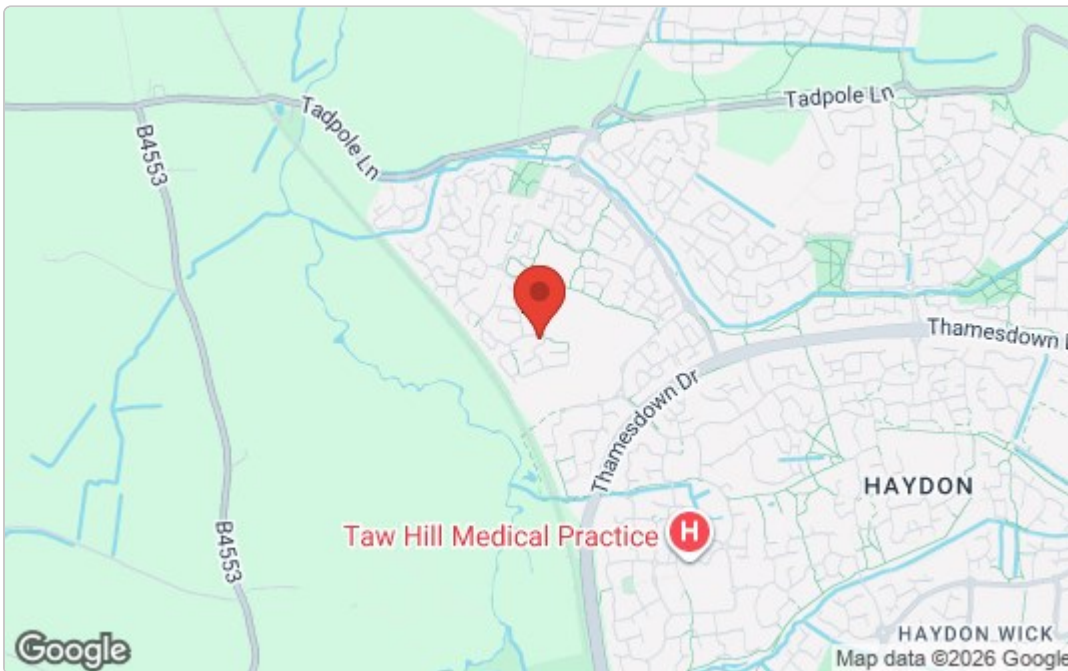 Tadpole Ln
Tadpole Ln
B4553
Thamesdown
Thamesdown Dr
HAYDON
B4553
Taw Hill Medical Practice
H
HAYDON WICK
Google
Map data ©2026 Google